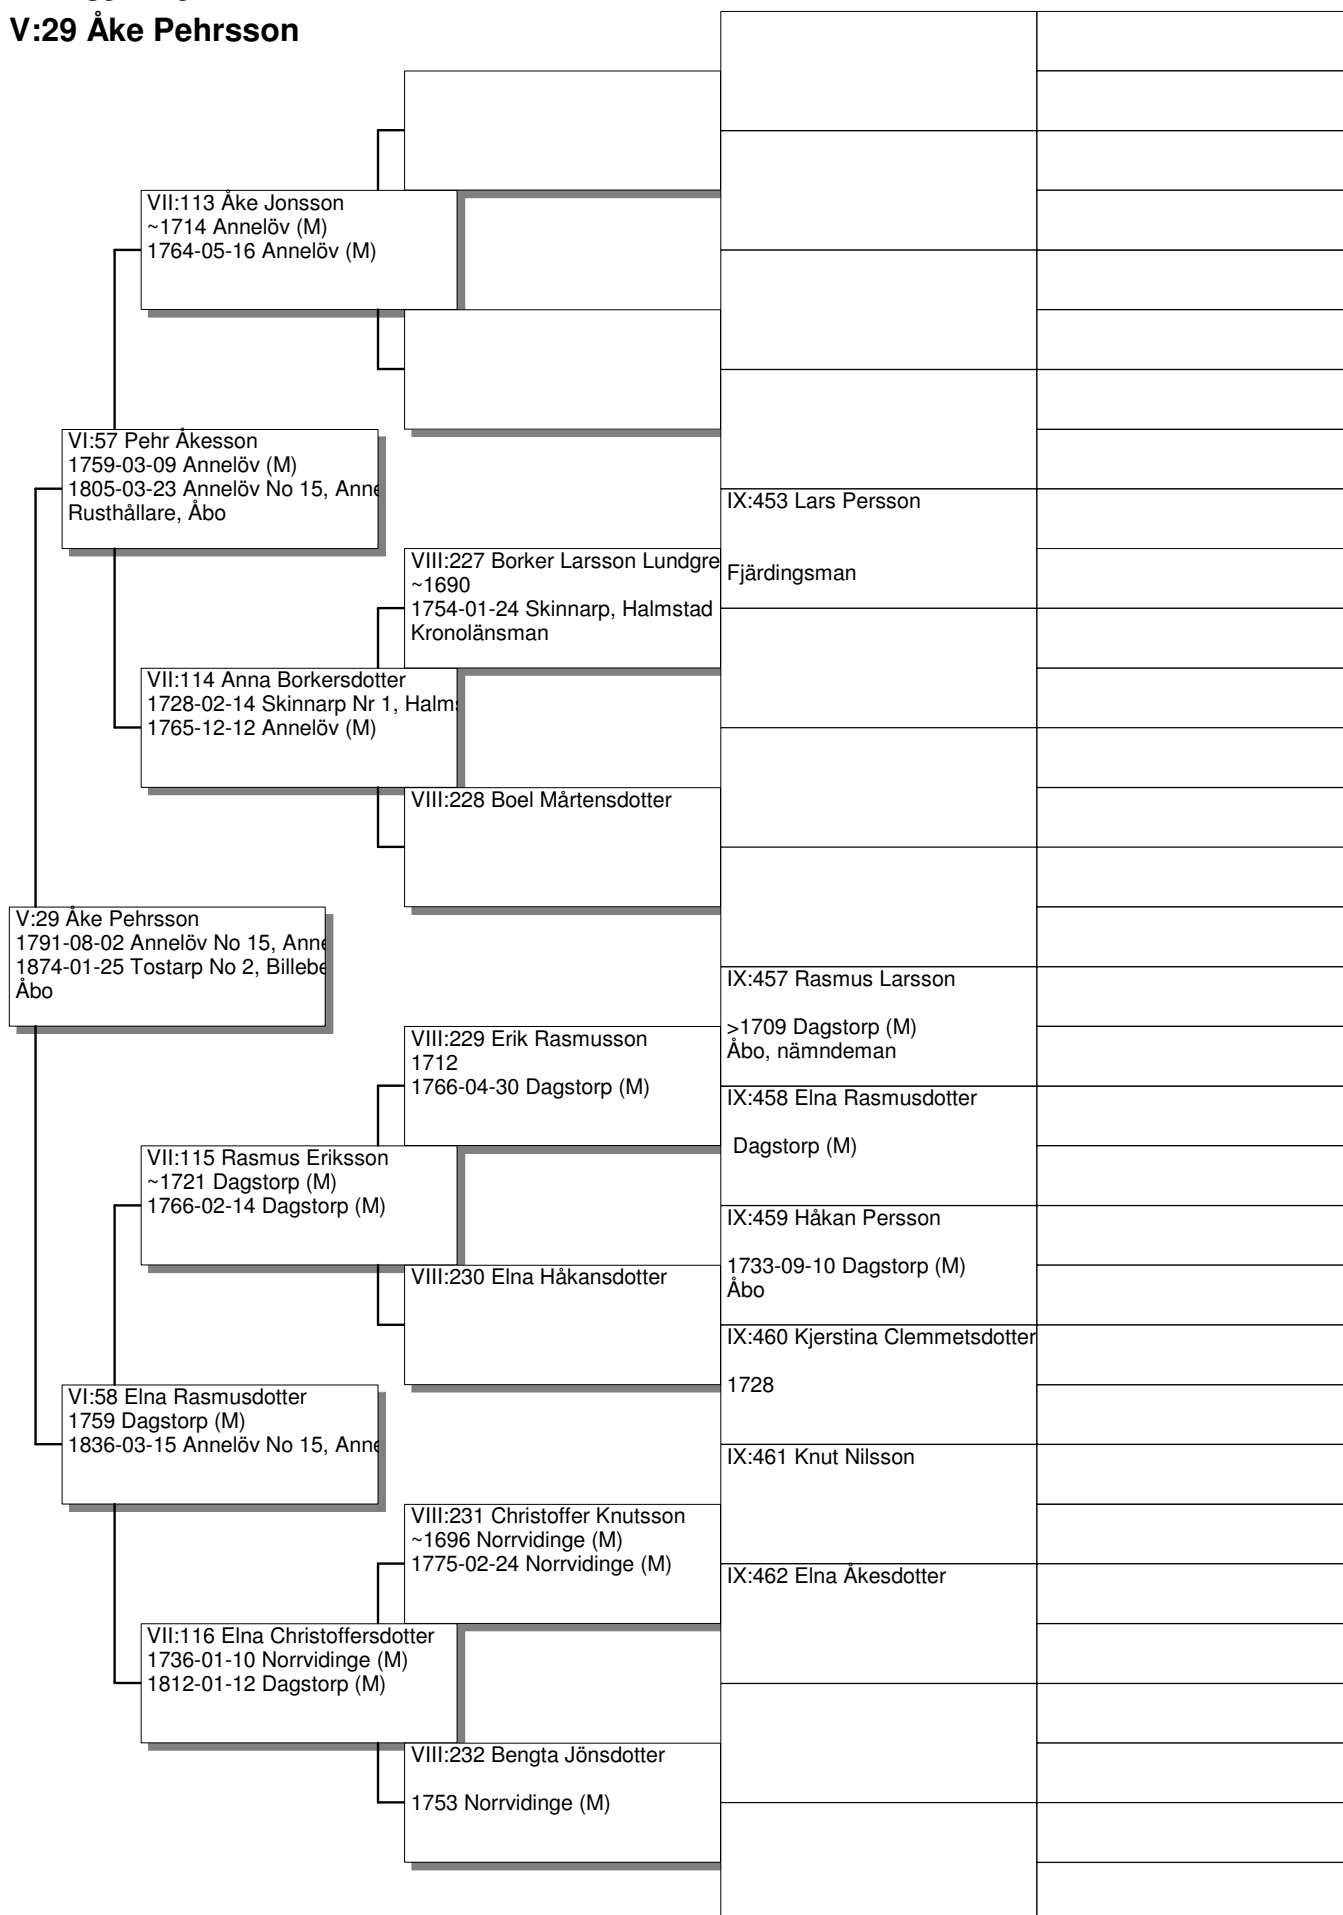 V:29 Åke Pehrsson
VII:113 Åke Jonsson
~1714 Annelöv (M)
1764-05-16 Annelöv (M)
VI:57 Pehr Åkesson
1759-03-09 Annelöv (M)
1805-03-23 Annelöv No 15, Anne
Rusthållare, Åbo
IX:453 Lars Persson
Fjärdingsman
VIII:227 Borker Larsson Lundgre
~1690
1754-01-24 Skinnarp, Halmstad
Kronolänsman
VII:114 Anna Borkersdotter
1728-02-14 Skinnarp Nr 1, Halms
1765-12-12 Annelöv (M)
VIII:228 Boel Mårtensdotter
V:29 Åke Pehrsson
1791-08-02 Annelöv No 15, Anne
1874-01-25 Tostarp No 2, Billebe
Åbo
IX:457 Rasmus Larsson
>1709 Dagstorp (M)
Åbo, nämndeman
VIII:229 Erik Rasmusson
1712
1766-04-30 Dagstorp (M)
IX:458 Elna Rasmusdotter
Dagstorp (M)
VII:115 Rasmus Eriksson
~1721 Dagstorp (M)
1766-02-14 Dagstorp (M)
IX:459 Håkan Persson
1733-09-10 Dagstorp (M)
Åbo
VIII:230 Elna Håkansdotter
IX:460 Kjerstina Clemmetsdotter
1728
VI:58 Elna Rasmusdotter
1759 Dagstorp (M)
1836-03-15 Annelöv No 15, Anne
IX:461 Knut Nilsson
VIII:231 Christoffer Knutsson
~1696 Norrvidinge (M)
1775-02-24 Norrvidinge (M)
IX:462 Elna Åkesdotter
VII:116 Elna Christoffersdotter
1736-01-10 Norrvidinge (M)
1812-01-12 Dagstorp (M)
VIII:232 Bengta Jönsdotter
1753 Norrvidinge (M)